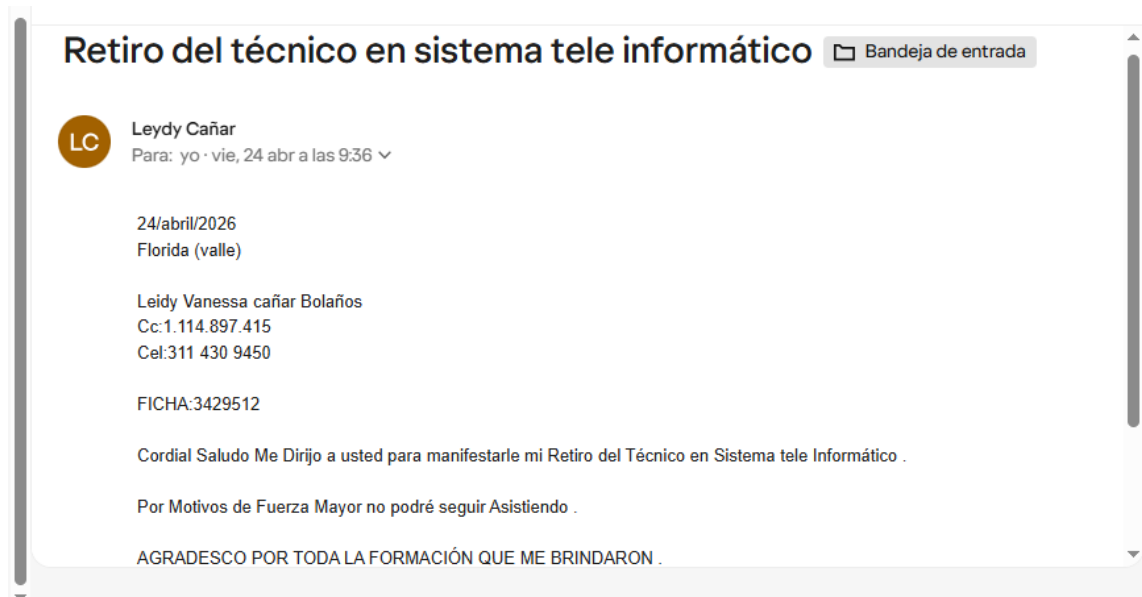 Retiro del técnico en sistema tele informático Bandeja de entrada
LC
Leydy Cañar
Para: yo · vie, 24 abr a las 9:36
24/abril/2026
Florida (valle)
Leidy Vanessa cañar Bolaños
Cc:1.114.897.415
Cel:311 430 9450
FICHA:3429512
Cordial Saludo Me Dirijo a usted para manifestarle mi Retiro del Técnico en Sistema tele Informático .
Por Motivos de Fuerza Mayor no podré seguir Asistiendo .
AGRADESCO POR TODA LA FORMACIÓN QUE ME BRINDARON .